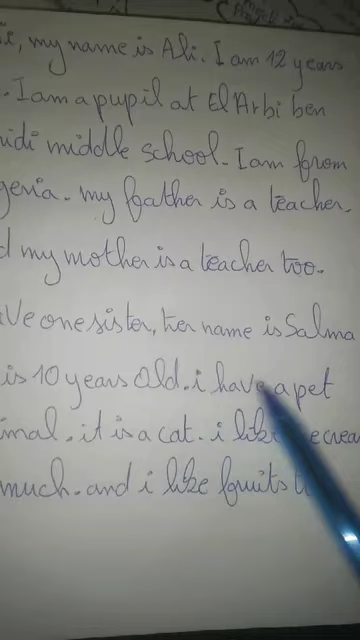 my name is Ali. I am 12 years
. I am a pupil at El Arbi ben
middle school. I am from
my father is a teacher.
my mother is a teacher too.
one sister, her name is Salma
is 10 years old. i have a pet
. it is a cat. i like
much. and i like fruits